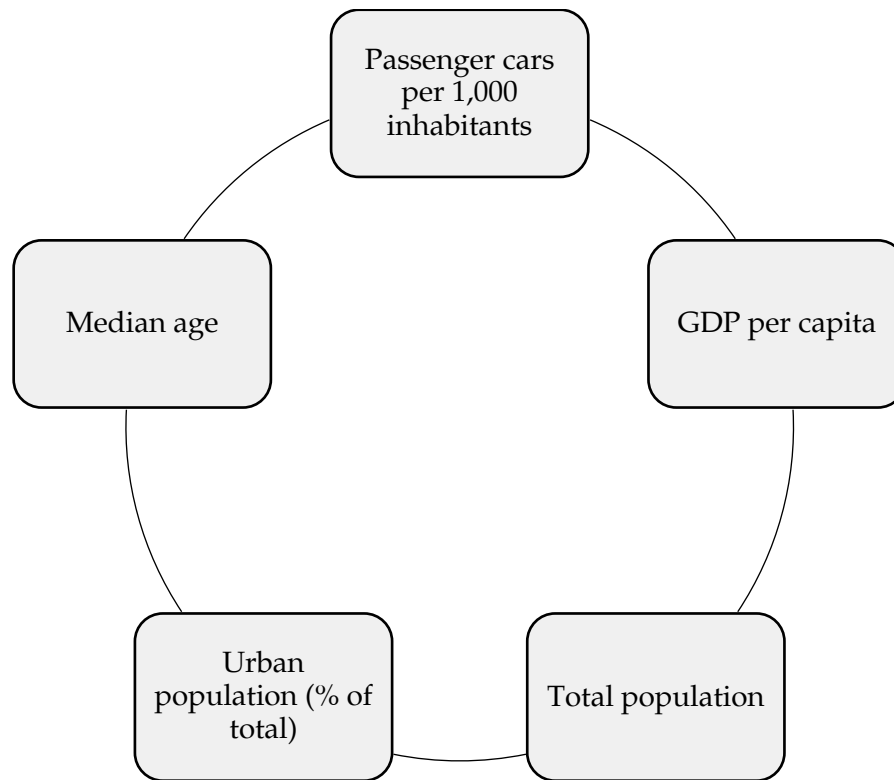 Passenger cars
per 1,000
inhabitants
Median age
GDP per capita
Urban
population (% of
total)
Total population